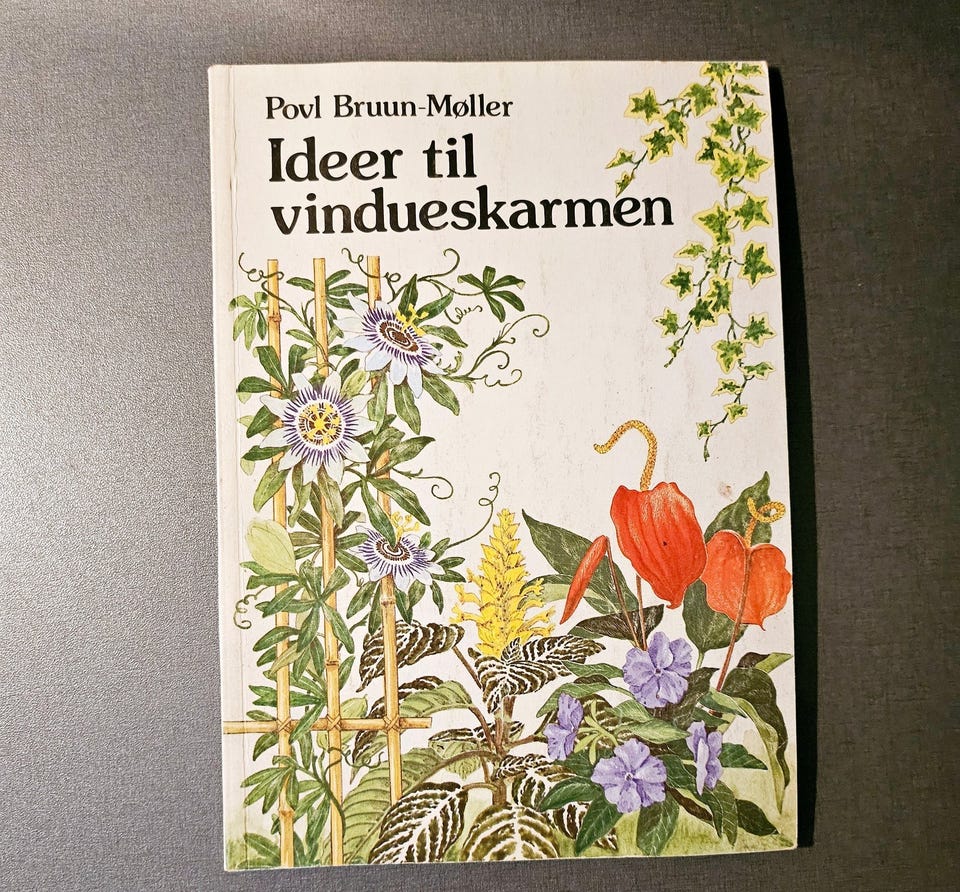 Povl Bruun-Møller
Ideer til
vindueskarmen